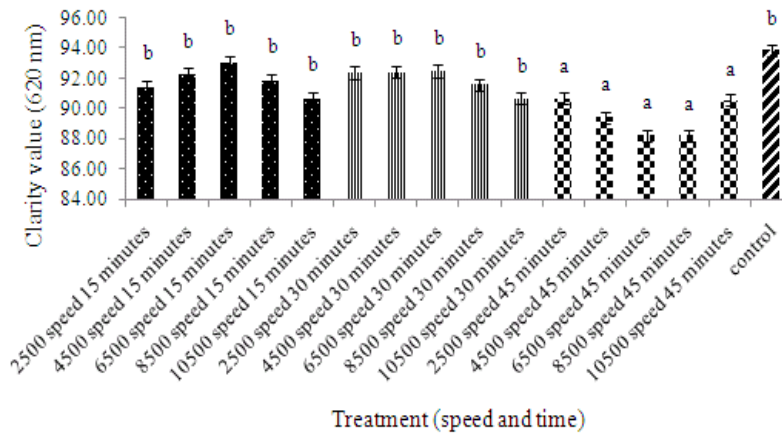 Clarity value (620 nm)
96.00
94.00
92.00
90.00
88.00
86.00
84.00
b
b
b
b
b
b
b
b
b
b
a
a
a
a
a
b
2500 speed 15 minutes
4500 speed 15 minutes
6500 speed 15 minutes
8500 speed 15 minutes
10500 speed 15 minutes
2500 speed 30 minutes
4500 speed 30 minutes
6500 speed 30 minutes
8500 speed 30 minutes
10500 speed 30 minutes
2500 speed 45 minutes
4500 speed 45 minutes
6500 speed 45 minutes
8500 speed 45 minutes
10500 speed 45 minutes
control
Treatment (speed and time)